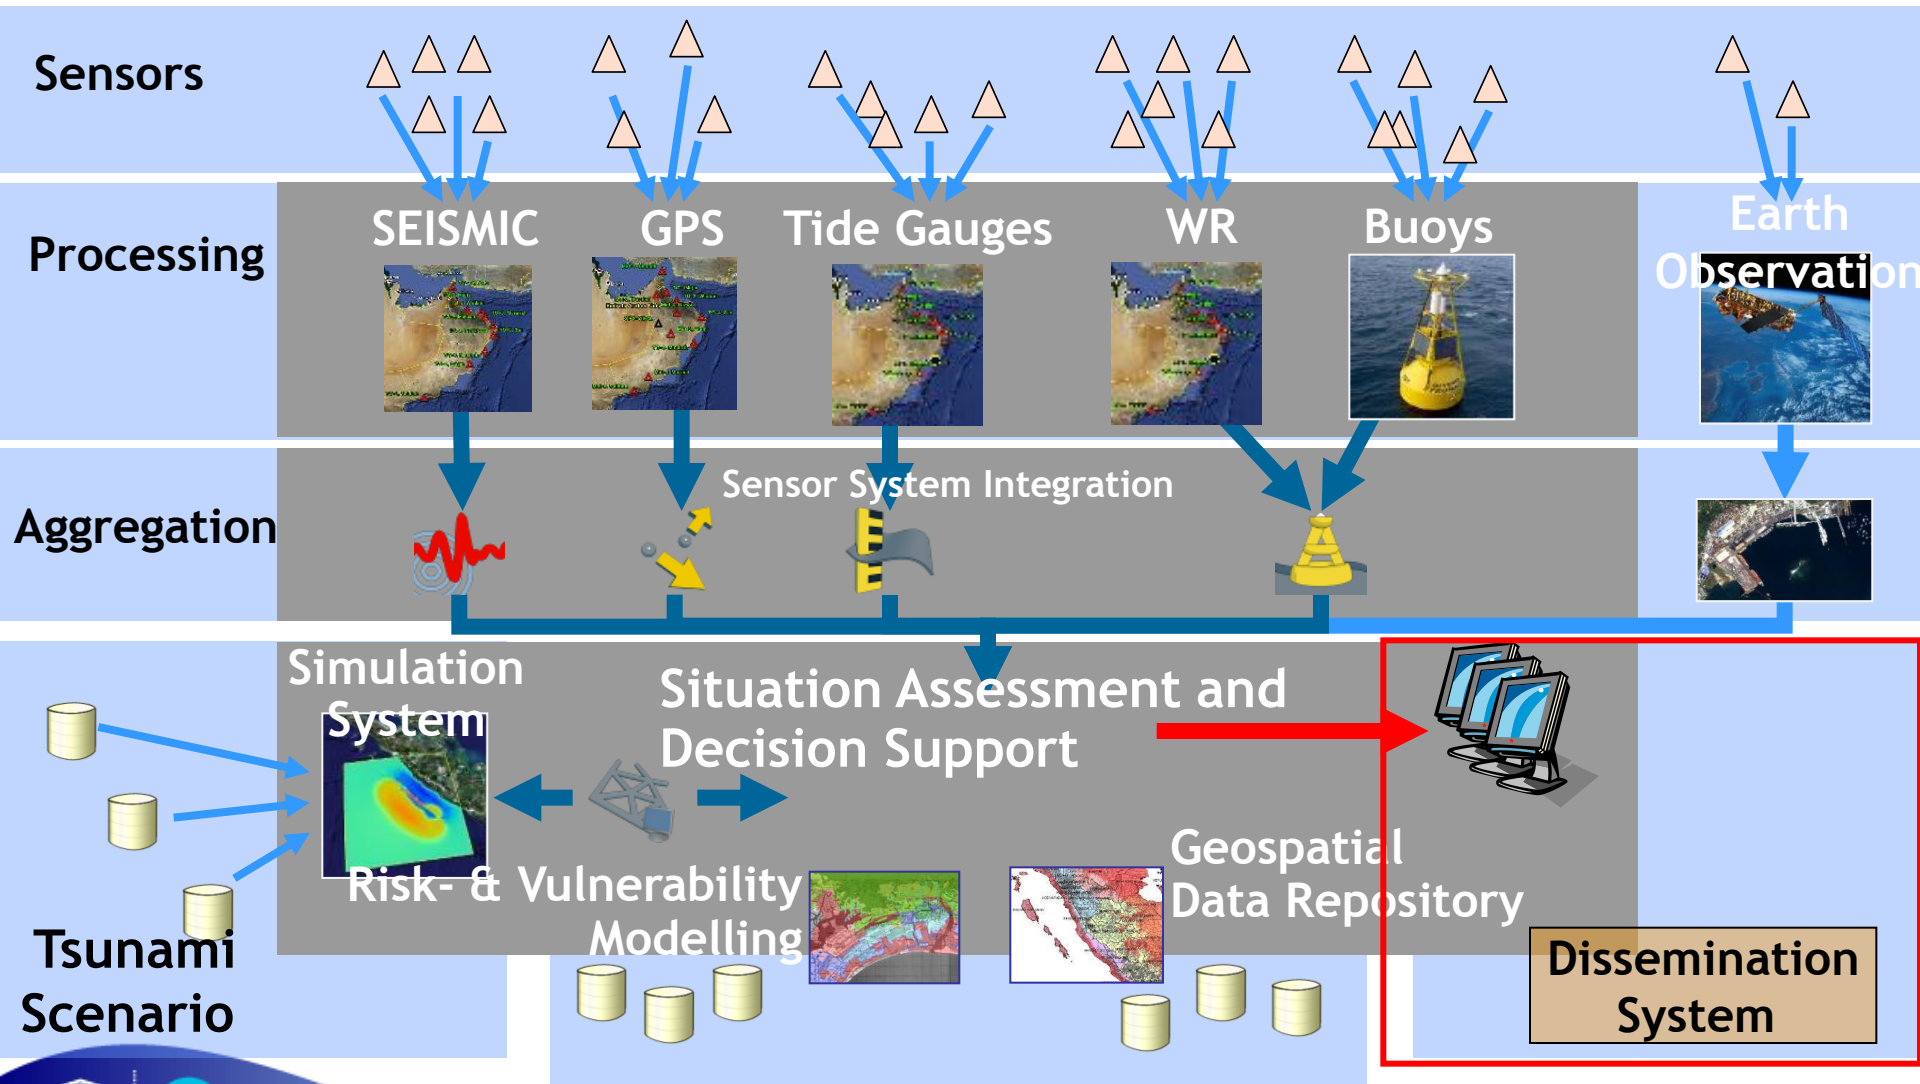 Sensors
Processing
SEISMIC
GPS
Tide Gauges
WR
Buoys
Earth
Observation
Aggregation
Sensor System Integration
Simulation
System
Situation Assessment and
Decision Support
Risk- & Vulnerability
Modelling
Geospatial
Data Repository
Tsunami
Scenario
Dissemination
System